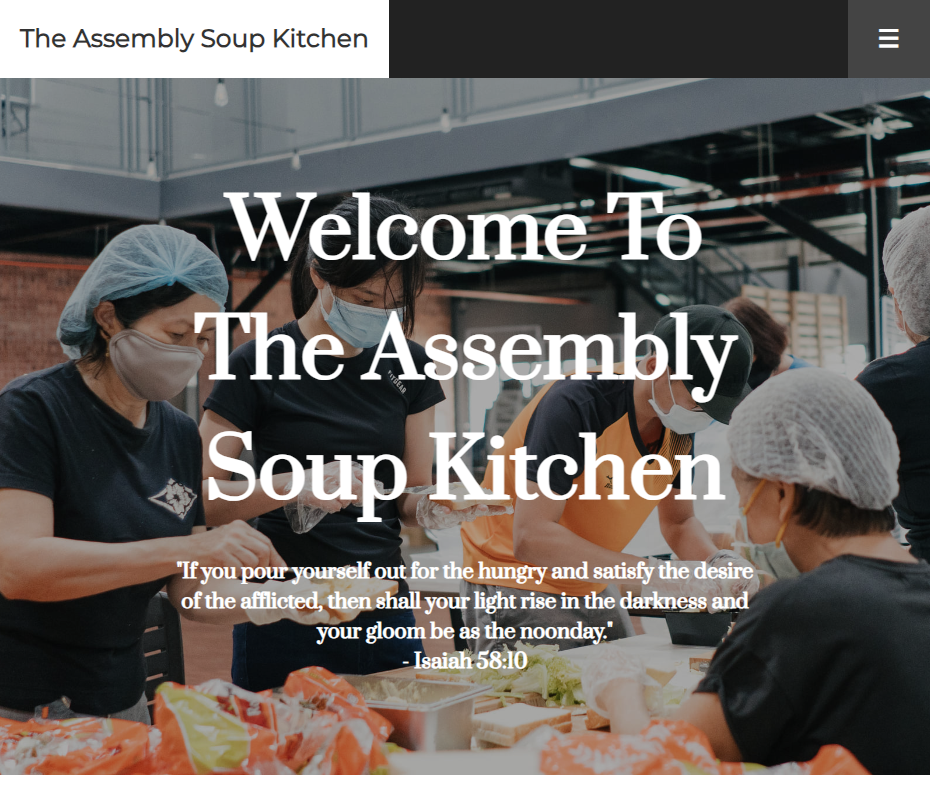 The Assembly Soup Kitchen
Welcome To
The Assembly
Soup Kitchen
"If you pour yourself out for the hungry and satisfy the desire
of the afflicted, then shall your light rise in the darkness and
your gloom be as the noonday."
- Isaiah 58:10